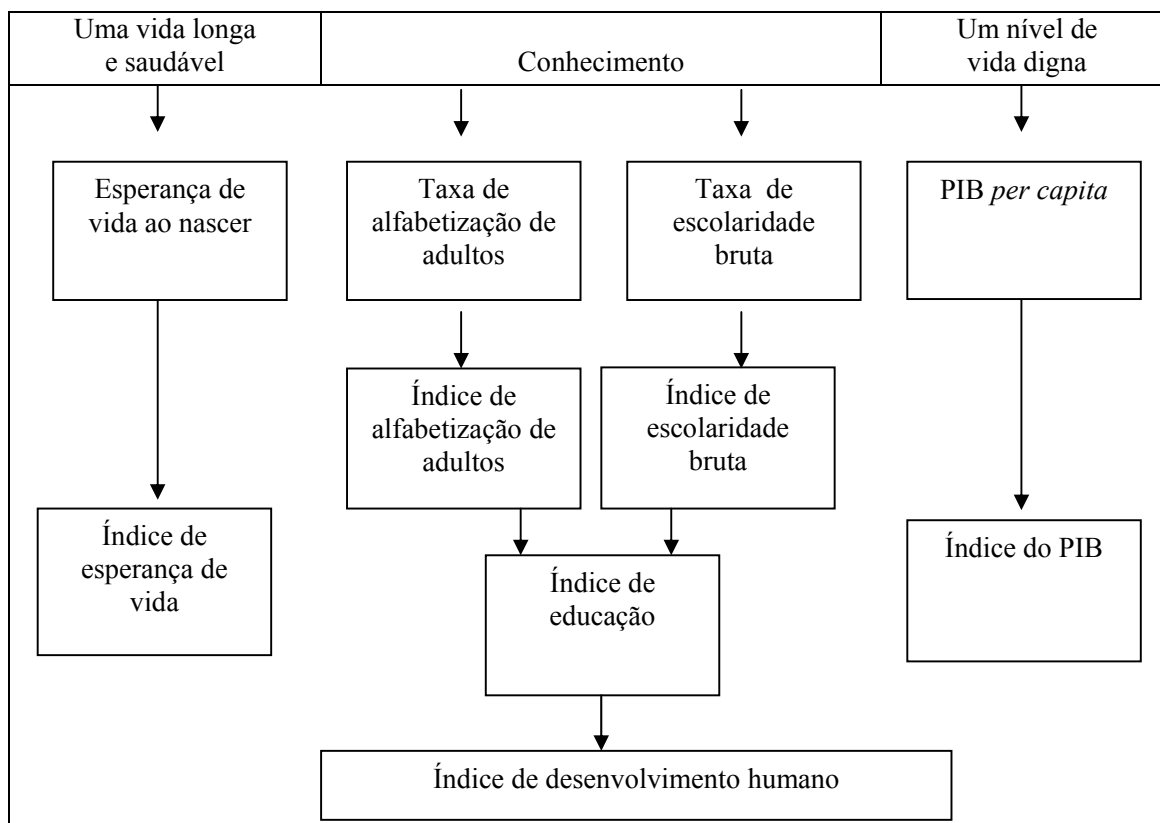 Uma vida longa
e saudável
Conhecimento
Um nível de
vida digna
Esperança de
vida ao nascer
Taxa de
alfabetização de
adultos
Taxa de
escolaridade
bruta
PIB per capita
Índice de
alfabetização de
adultos
Índice de
escolaridade
bruta
Índice de
esperança de
vida
Índice de
educação
Índice do PIB
Índice de desenvolvimento humano